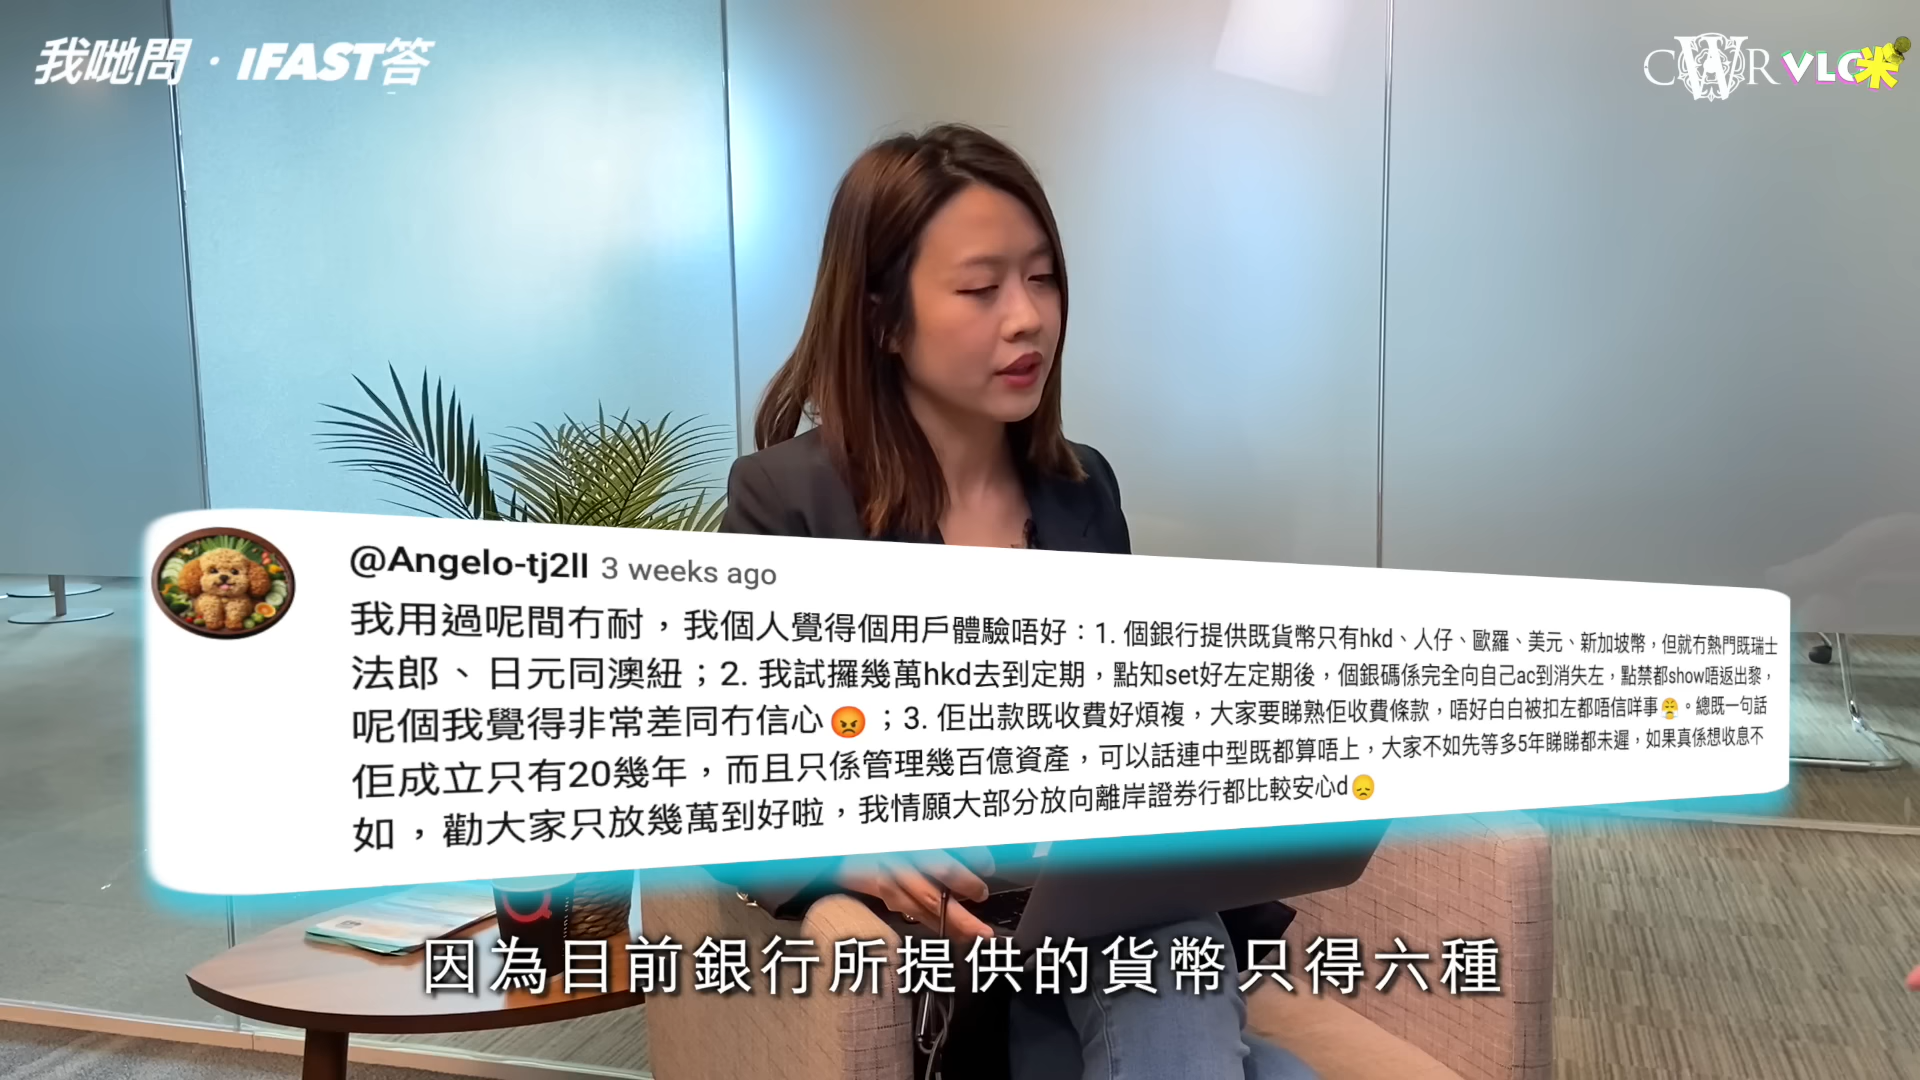 我哋問・iFAST答
CWR VLO米
@Angelo-tj2ll 3 weeks ago
我用過呢間冇耐，我個人覺得個用戶體驗唔好：1. 個銀行提供既貨幣只有hkd、人仔、歐羅、美元、新加坡幣，但就冇熱門既瑞士
法郎、日元同澳紐；2. 我試攞幾萬hkd去到定期，點知set好左定期後，個銀碼係完全向自己ac到消失左，點禁都show唔返出黎，
呢個我覺得非常差同冇信心😡；3. 佢出款既收費好煩複，大家要睇熟佢收費條款，唔好白白被扣左都唔信咩事😤。總既一句話
佢成立只有20幾年，而且只係管理幾百億資產，可以話連中型既都算唔上，大家不如先等多5年睇睇都未遲，如果真係想收息不
如，勸大家只放幾萬到好啦，我情願大部分放向離岸證券行都比較安心d😞
因為目前銀行所提供的貨幣只得六種